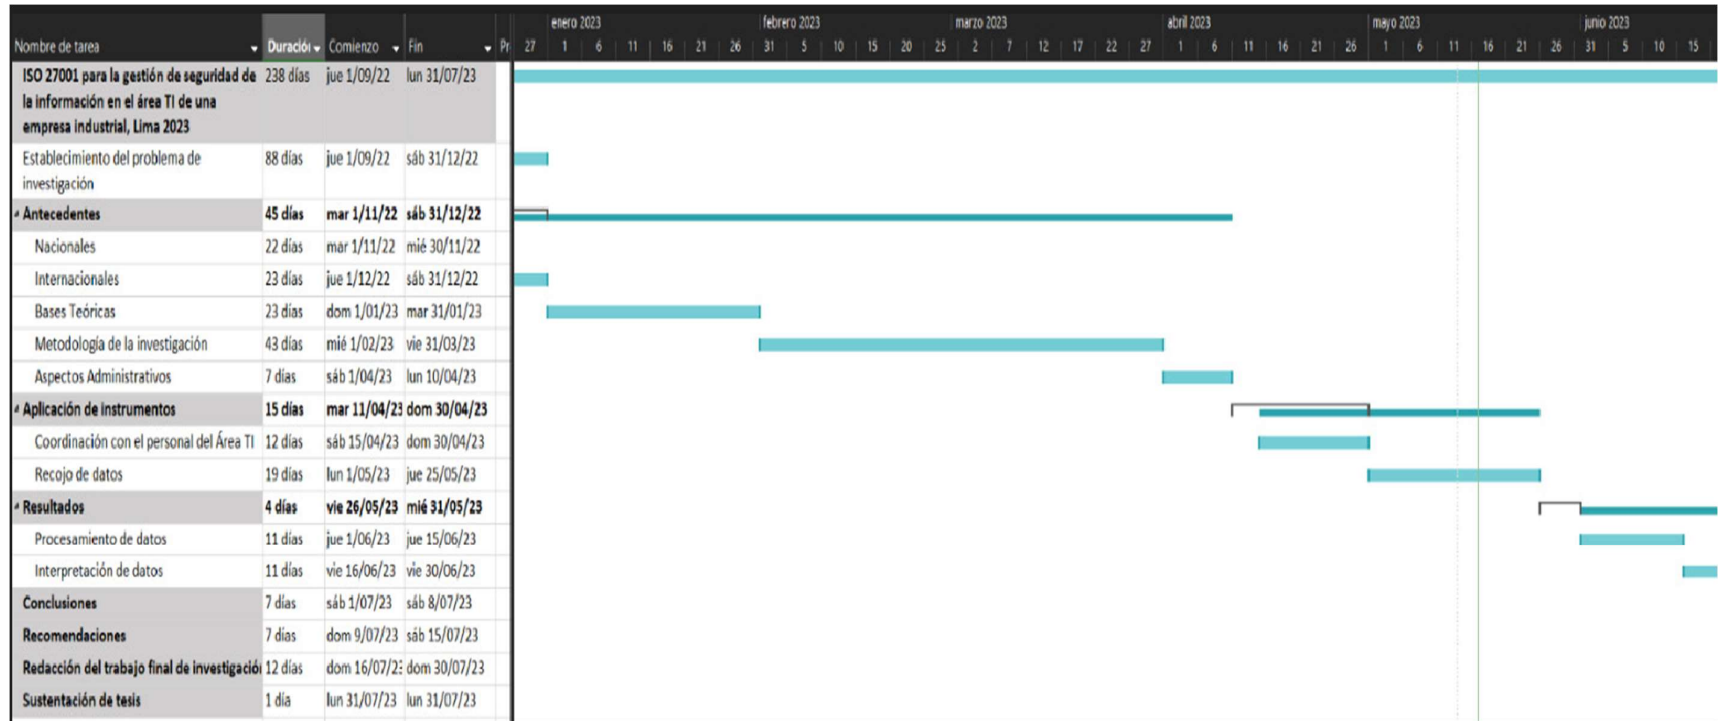 enero 2023 febrero 2023 marzo 2023 abril 2023 mayo 2023 junio 2023
Nombre de tarea Duración Comienzo Fin Pr 27 1 6 11 16 21 26 31 5 10 15 20 25 2 7 12 17 22 27 1 6 11 16 21 26 1 6 11 16 21 26 31 5 10 15
ISO 27001 para la gestión de seguridad de 238 días jue 1/09/22 lun 31/07/23
la información en el área TI de una
empresa industrial, Lima 2023
Establecimiento del problema de 88 días jue 1/09/22 sáb 31/12/22
investigación
Antecedentes 45 días mar 1/11/22 sáb 31/12/22
Nacionales 22 días mar 1/11/22 mié 30/11/22
Internacionales 23 días jue 1/12/22 sáb 31/12/22
Bases Teóricas 23 días dom 1/01/23 mar 31/01/23
Metodología de la investigación 43 días mié 1/02/23 vie 31/03/23
Aspectos Administrativos 7 días sáb 1/04/23 lun 10/04/23
Aplicación de instrumentos 15 días mar 11/04/23 dom 30/04/23
Coordinación con el personal del Área TI 12 días sáb 15/04/23 dom 30/04/23
Recojo de datos 19 días lun 1/05/23 jue 25/05/23
Resultados 4 días vie 26/05/23 mié 31/05/23
Procesamiento de datos 11 días jue 1/06/23 jue 15/06/23
Interpretación de datos 11 días vie 16/06/23 vie 30/06/23
Conclusiones 7 días sáb 1/07/23 sáb 8/07/23
Recomendaciones 7 días dom 9/07/23 sáb 15/07/23
Redacción del trabajo final de investigació 12 días dom 16/07/23 dom 30/07/23
Sustentación de tesis 1 día lun 31/07/23 lun 31/07/23